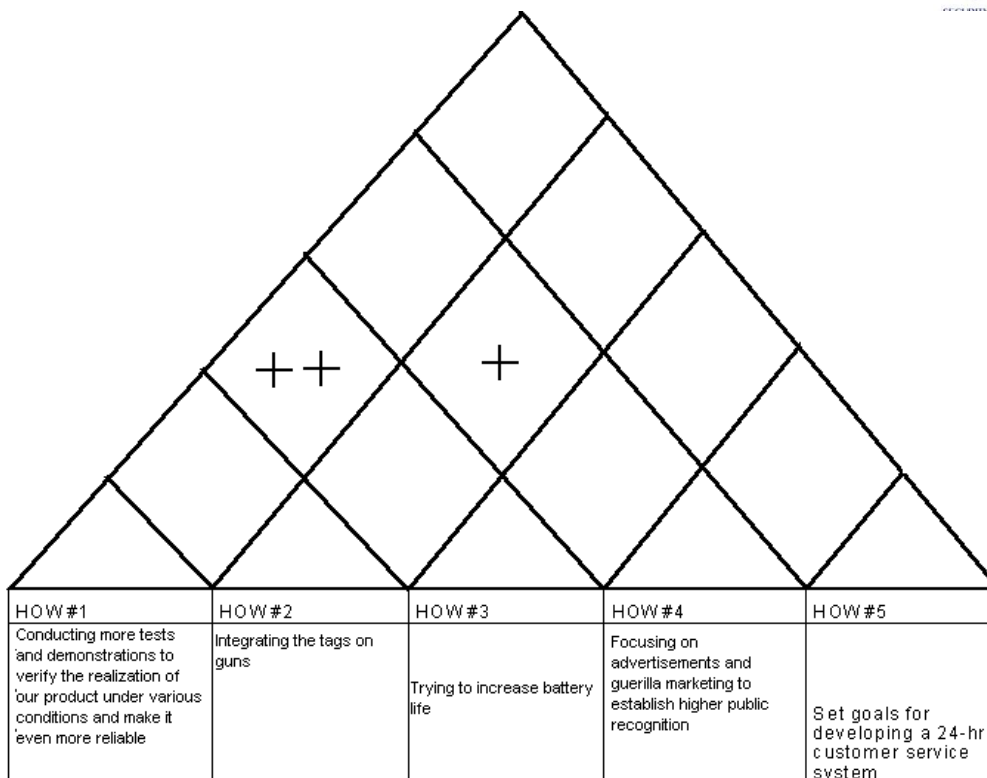 ++
+
HOW#1
HOW#2
HOW#3
HOW#4
HOW#5
Conducting more tests
and demonstrations to
verify the realization of
our product under various
conditions and make it
even more reliable
Integrating the tags on
guns
Trying to increase battery
life
Focusing on
advertisements and
guerilla marketing to
establish higher public
recognition
Set goals for
developing a 24-hr
customer service
system